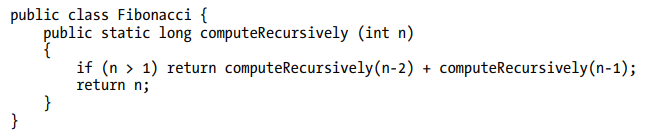 public class Fibonacci {
    public static long computeRecursively (int n)
    {
        if (n > 1) return computeRecursively(n-2) + computeRecursively(n-1);
        return n;
    }
}